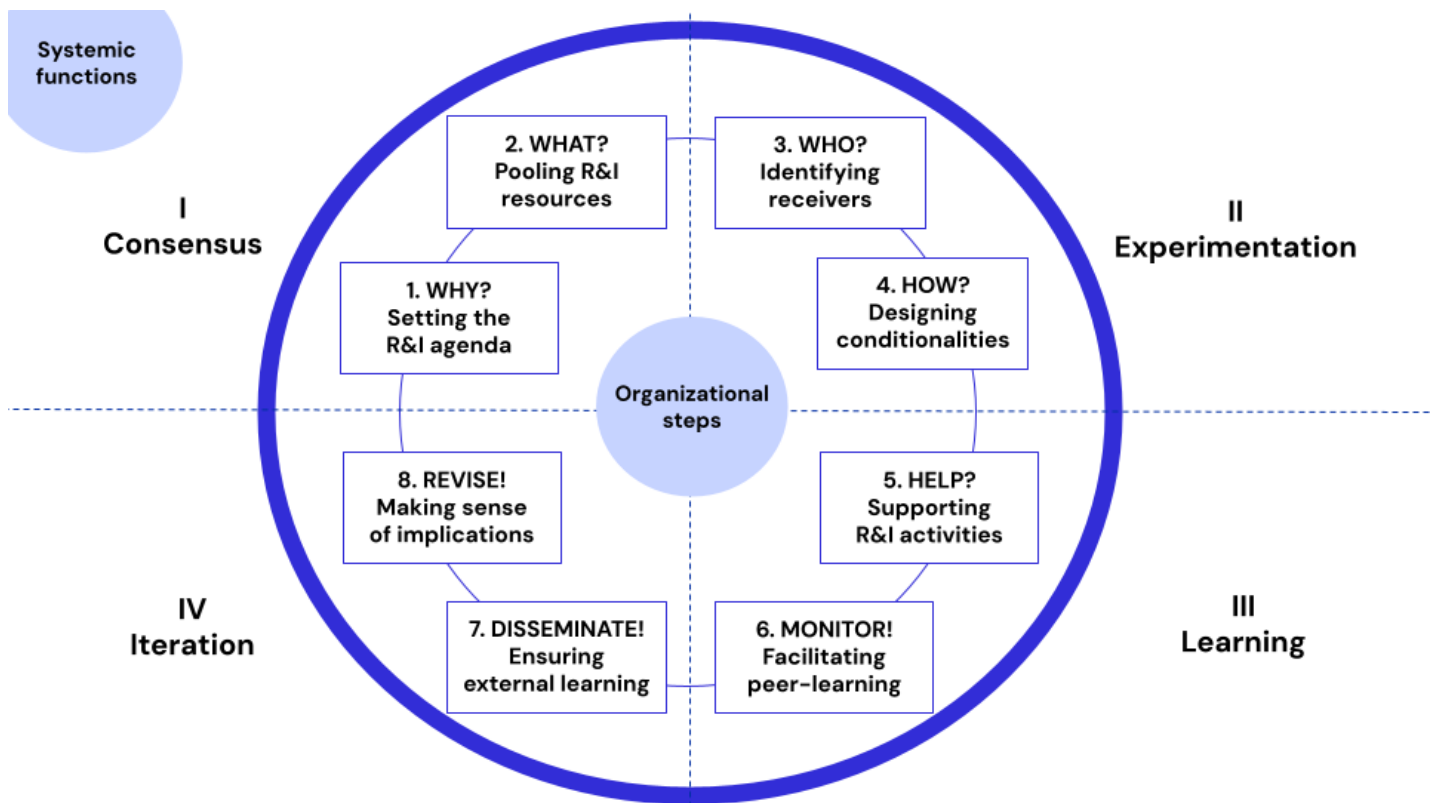 Systemic
functions
I
Consensus
II
Experimentation
2. WHAT?
Pooling R&I
resources
3. WHO?
Identifying
receivers
1. WHY?
Setting the
R&I agenda
4. HOW?
Designing
conditionalities
Organizational
steps
8. REVISE!
Making sense
of implications
5. HELP?
Supporting
R&I activities
7. DISSEMINATE!
Ensuring
external learning
6. MONITOR!
Facilitating
peer-learning
IV
Iteration
III
Learning